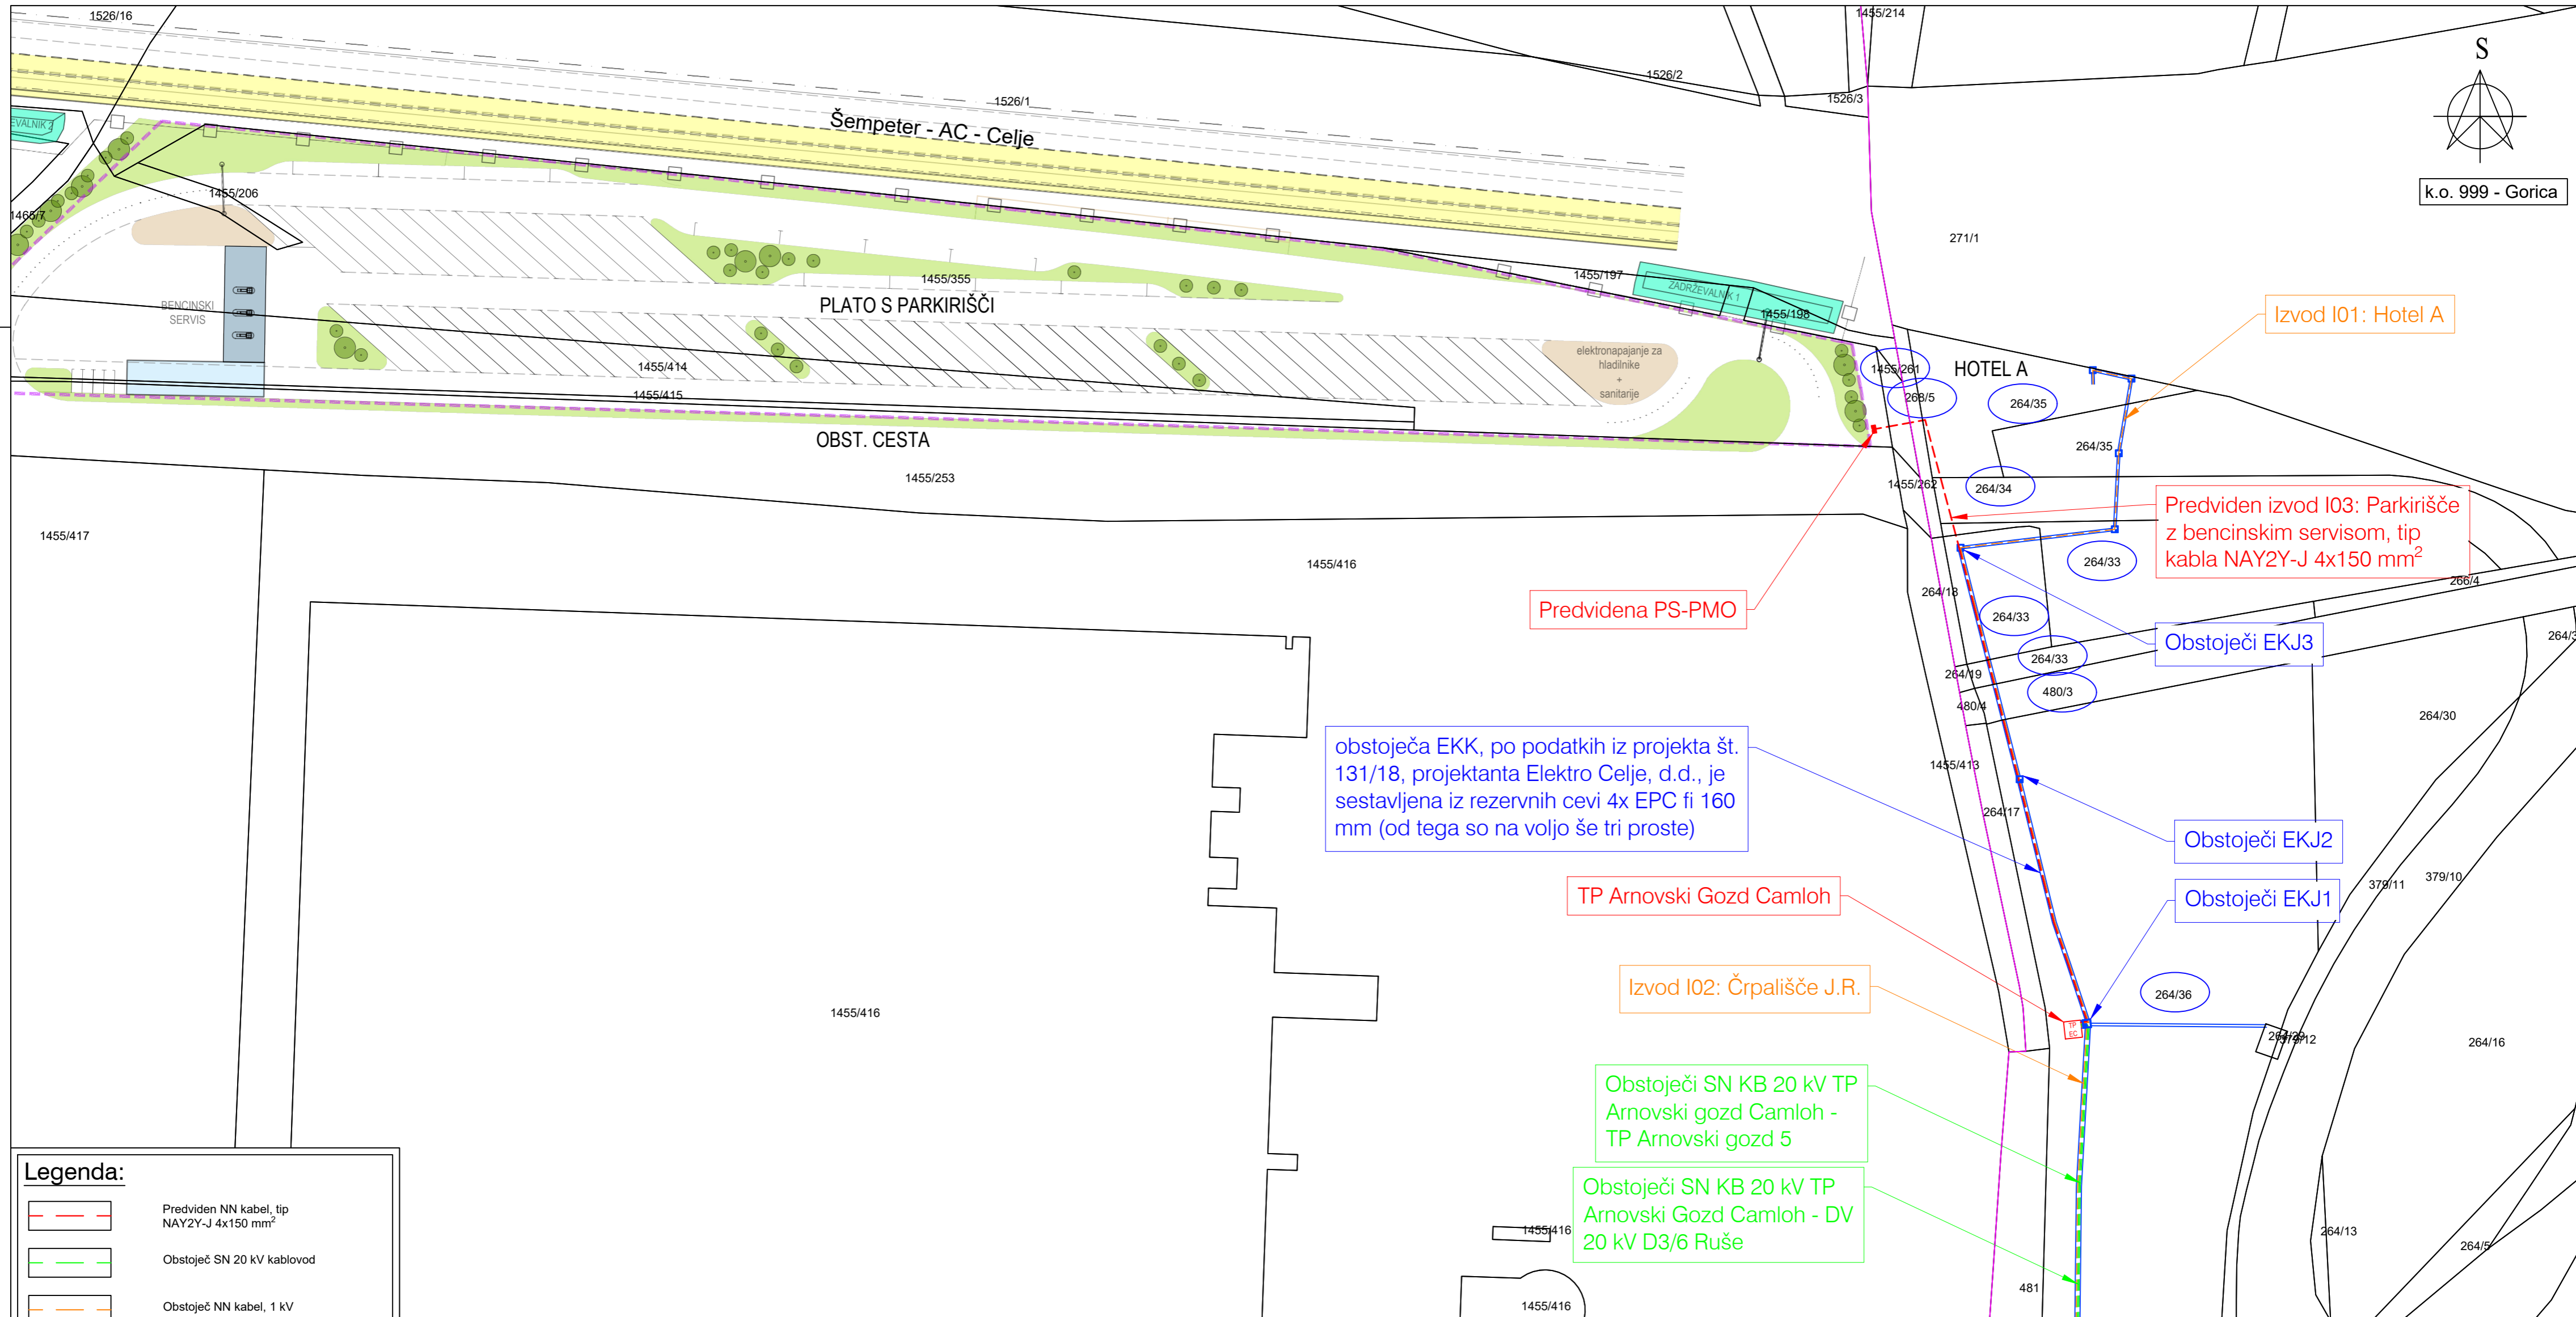 1526/16
1455/214
S
1526/2
1526/1
1526/3
Šempeter - AC - Celje
k.o. 999 - Gorica
1455/206
1465/7
271/1
1455/197
ZADRŽEVALNIK 1
1455/355
BENCINSKI
SERVIS
PLATO S PARKIRIŠČI
1455/198
Izvod I01: Hotel A
elektronapajanje za
hladilnike
+
sanitarije
1455/414
1455/415
1455/261
HOTEL A
268/5
264/35
OBST. CESTA
264/35
1455/253
1455/262
264/34
Predviden izvod I03: Parkirišče
z bencinskim servisom, tip
kabla NAY2Y-J 4x150 mm²
1455/417
1455/416
264/33
266/4
264/18
Predvidena PS-PMO
264/33
Obstoječi EKJ3
264/33
264/19
480/3
480/4
264/30
obstoječa EKK, po podatkih iz projekta št.
131/18, projektanta Elektro Celje, d.d., je
sestavljena iz rezervnih cevi 4x EPC fi 160
mm (od tega so na voljo še tri proste)
1455/413
264/17
Obstoječi EKJ2
379/11
379/10
TP Arnovski Gozd Camloh
Obstoječi EKJ1
Izvod I02: Črpališče J.R.
264/36
1455/416
TP
EC
264/16
Obstoječi SN KB 20 kV TP
Arnovski gozd Camloh -
TP Arnovski gozd 5
Obstoječi SN KB 20 kV TP
Arnovski Gozd Camloh - DV
20 kV D3/6 Ruše
1455/416
264/13
264/5
481
1455/416
Legenda:
Predviden NN kabel, tip
NAY2Y-J 4x150 mm²
Obstoječ SN 20 kV kablovod
Obstoječ NN kabel, 1 kV